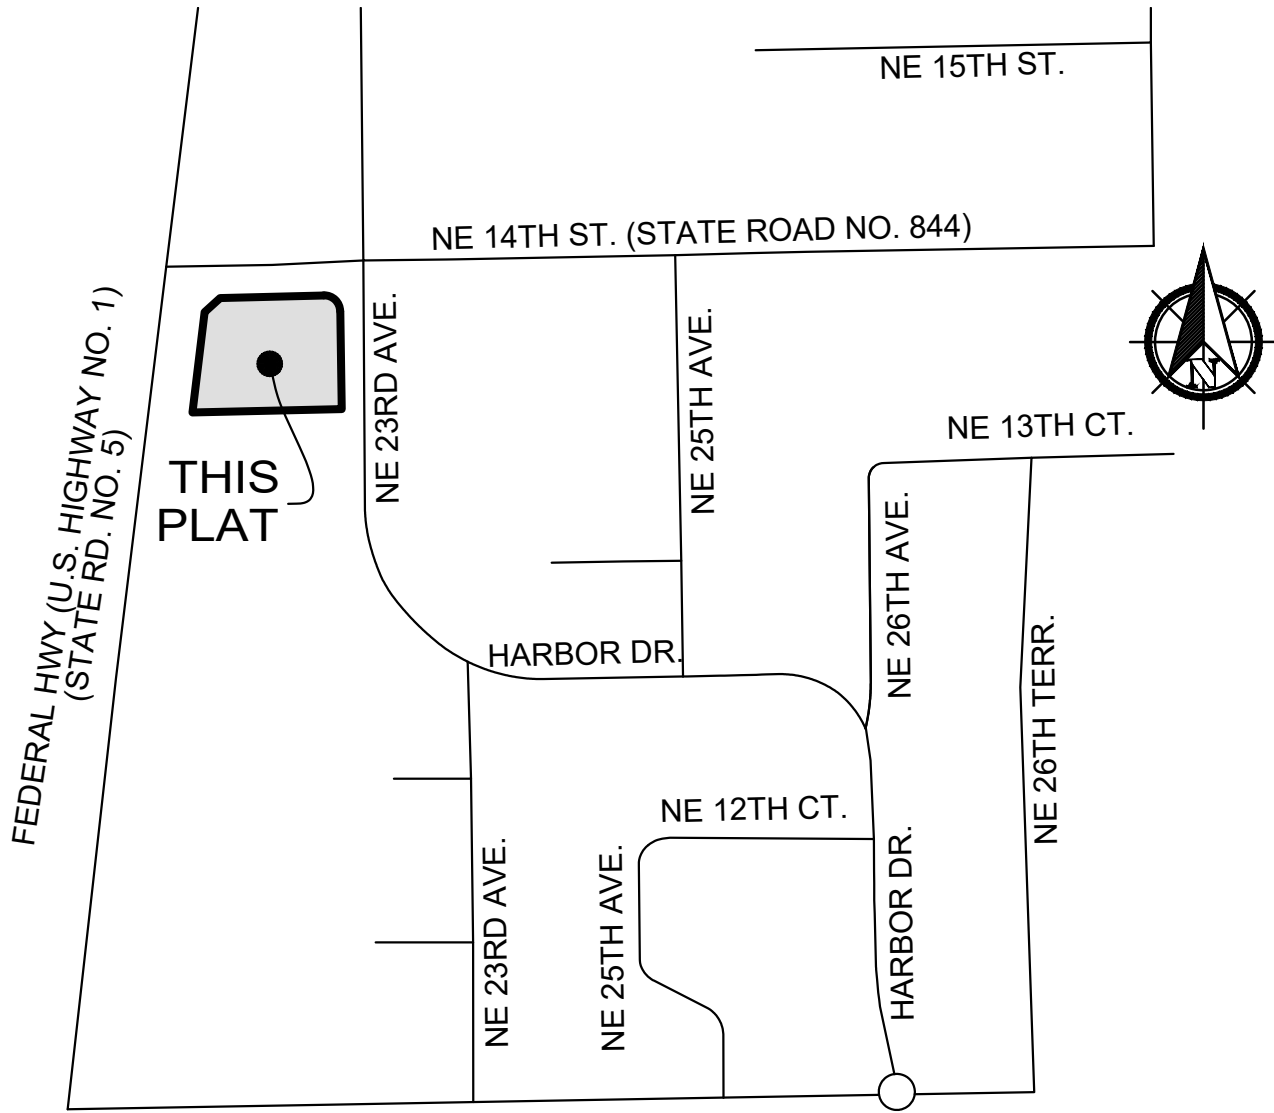 NE 15TH ST.
NE 14TH ST. (STATE ROAD NO. 844)
FEDERAL HWY (U.S. HIGHWAY NO. 1)
(STATE RD. NO. 5)
NE 23RD AVE.
NE 25TH AVE.
N
NE 13TH CT.
THIS
PLAT
NE 26TH AVE.
HARBOR DR.
NE 26TH TERR.
NE 12TH CT.
NE 23RD AVE.
NE 25TH AVE.
HARBOR DR.